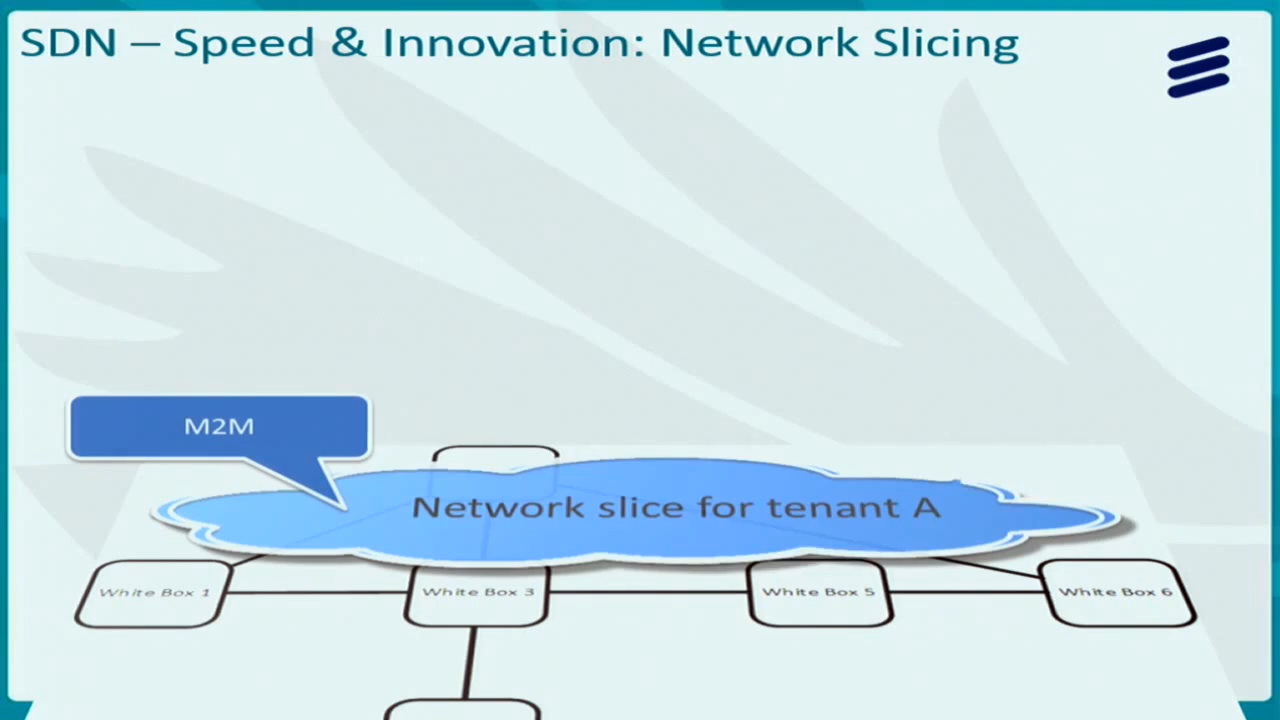 SDN – Speed & Innovation: Network Slicing
M2M
Network slice for tenant A
White Box 1
White Box 3
White Box 5
White Box 6